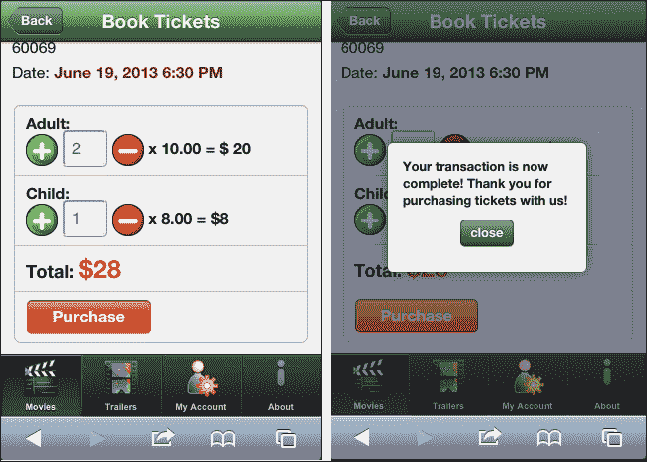 Back
Book Tickets
60069
Date: June 19, 2013 6:30 PM
Adult:
2
x 10.00 = $ 20
Child:
1
x 8.00 = $8
Total: $28
Purchase
Movies
Trailers
My Account
About
Back
Book Tickets
60069
Date: June 19, 2013 6:30 PM
Adult:
Your transaction is now
complete! Thank you for
purchasing tickets with us!
close
Total:
Purchase
Movies
Trailers
My Account
About